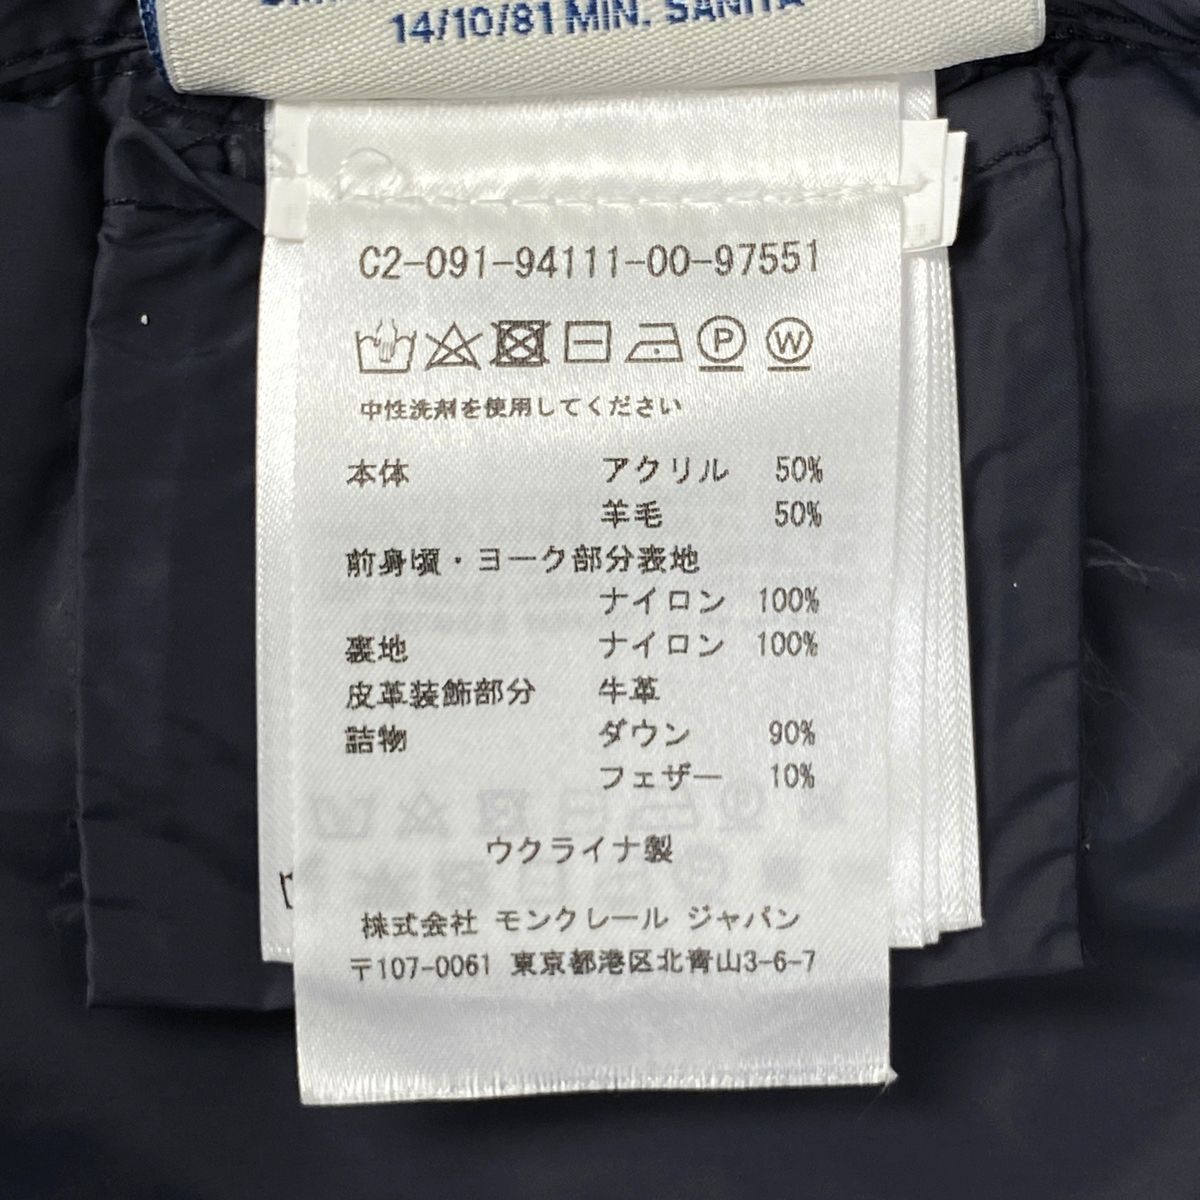 14/10/81 MIN. SANITA
C2-091-94111-00-97551
P W
中性洗剤を使用してください
本体 アクリル 50%
羊毛 50%
前身頃・ヨーク部分表地
ナイロン 100%
裏地 ナイロン 100%
皮革装飾部分 牛革
詰物 ダウン 90%
フェザー 10%
ウクライナ製
株式会社 モンクレール ジャパン
〒107-0061 東京都港区北青山3-6-7